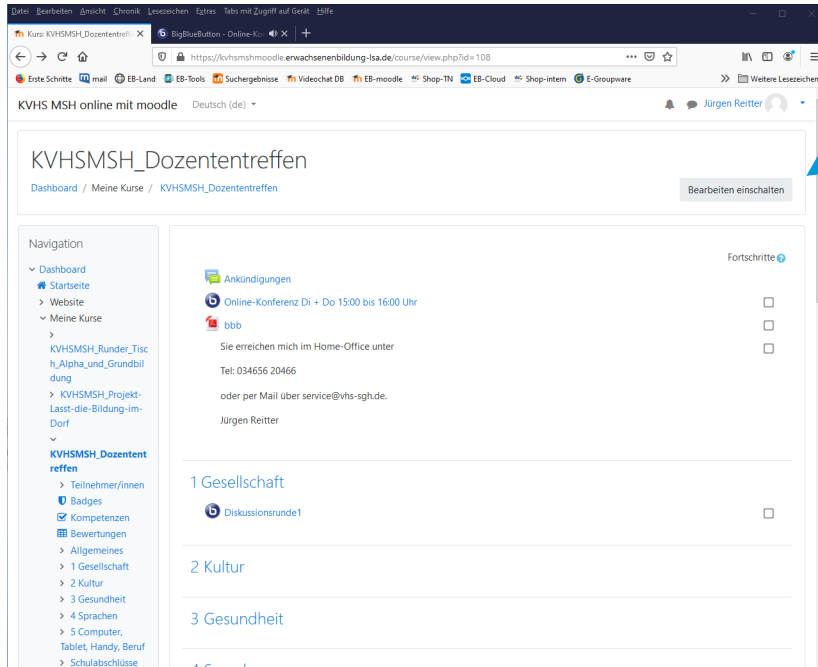 Datei Bearbeiten Ansicht Chronik Lesezeichen Extras Tabs mit Zugriff auf Gerät Hilfe
Kurs: KVHSMSH_Dozententreff
BigBlueButton - Online-Kon
https://kvhsmshmoodle.erwachsenenbildung-lsa.de/course/view.php?id=108
Erste Schritte mail EB-Land EB-Tools Suchergebnisse Videochat DB EB-moodle Shop-TN EB-Cloud Shop-intern E-Groupware Weitere Lesezeichen
KVHS MSH online mit moodle Deutsch (de) Jürgen Reitter
KVHSMSH_Dozententreffen
Dashboard / Meine Kurse / KVHSMSH_Dozententreffen
Bearbeiten einschalten
Navigation
Dashboard
Startseite
Website
Meine Kurse
KVHSMSH_Runder_Tisc
h_Alpha_und_Grundbil
dung
KVHSMSH_Projekt-
Lasst-die-Bildung-im-
Dorf
KVHSMSH_Dozentent
reffen
Teilnehmer/innen
Badges
Kompetenzen
Bewertungen
Allgemeines
1 Gesellschaft
2 Kultur
3 Gesundheit
4 Sprachen
5 Computer,
Tablet, Handy, Beruf
Schulabschlüsse
Fortschritte
Ankündigungen
Online-Konferenz Di + Do 15:00 bis 16:00 Uhr
bbb
Sie erreichen mich im Home-Office unter
Tel: 034656 20466
oder per Mail über service@vhs-sgh.de.
Jürgen Reitter
1 Gesellschaft
Diskussionsrunde1
2 Kultur
3 Gesundheit